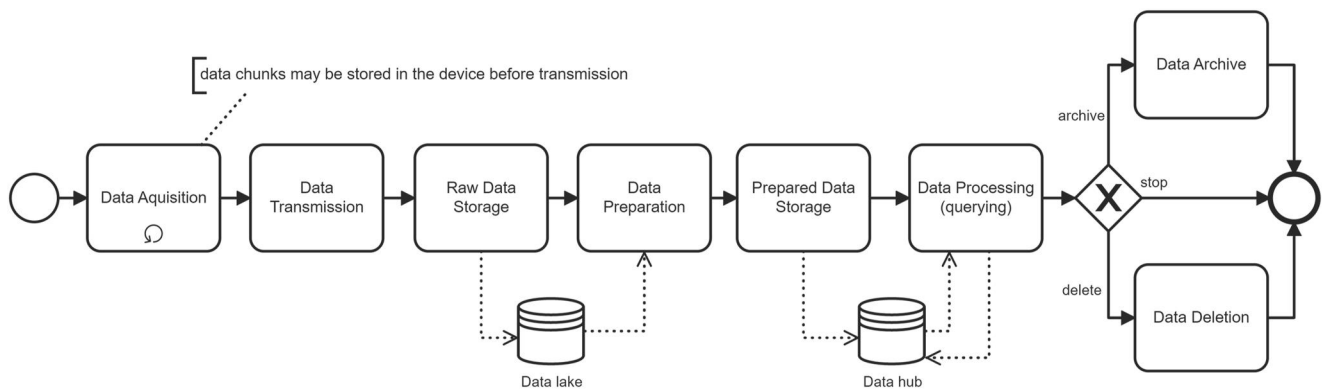 data chunks may be stored in the device before transmission
Data Aquisition
Data
Transmission
Raw Data
Storage
Data
Preparation
Prepared Data
Storage
Data Processing
(querying)
X
archive
stop
delete
Data Archive
Data Deletion
Data lake
Data hub